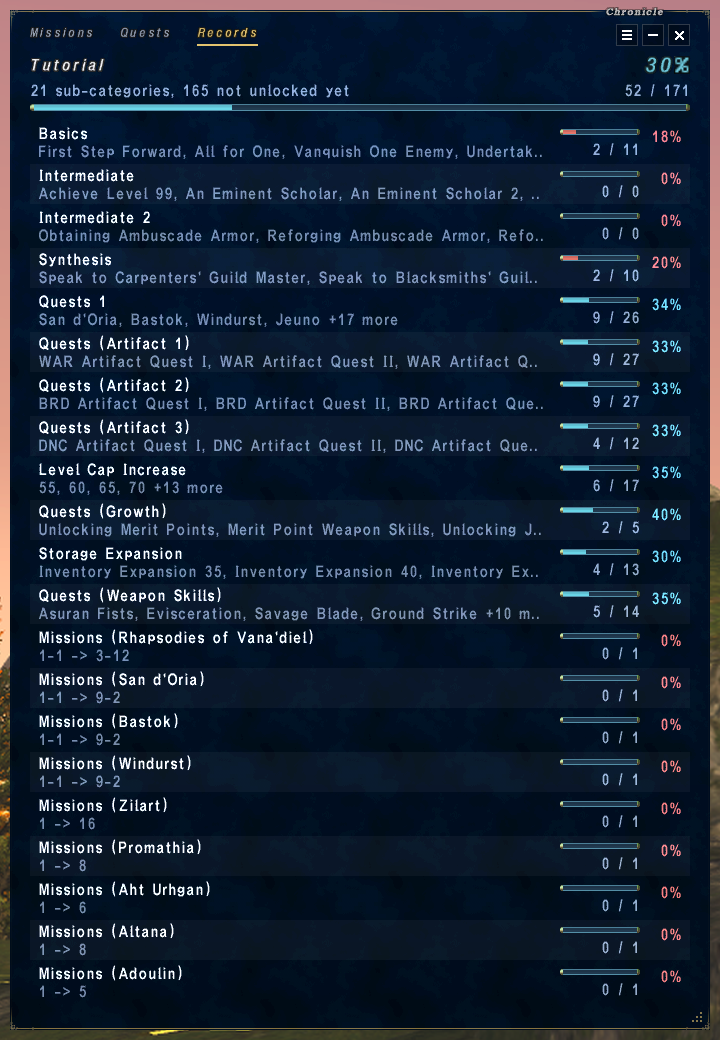 Chronicle
Missions Quests Records
Tutorial 30%
21 sub-categories, 165 not unlocked yet 52 / 171
Basics 18%
First Step Forward, All for One, Vanquish One Enemy, Undertak.. 2 / 11
Intermediate 0%
Achieve Level 99, An Eminent Scholar, An Eminent Scholar 2, .. 0 / 0
Intermediate 2 0%
Obtaining Ambuscade Armor, Reforging Ambuscade Armor, Refo.. 0 / 0
Synthesis 20%
Speak to Carpenters' Guild Master, Speak to Blacksmiths' Guil.. 2 / 10
Quests 1 34%
San d'Oria, Bastok, Windurst, Jeuno +17 more 9 / 26
Quests (Artifact 1) 33%
WAR Artifact Quest I, WAR Artifact Quest II, WAR Artifact Q.. 9 / 27
Quests (Artifact 2) 33%
BRD Artifact Quest I, BRD Artifact Quest II, BRD Artifact Que.. 9 / 27
Quests (Artifact 3) 33%
DNC Artifact Quest I, DNC Artifact Quest II, DNC Artifact Que.. 4 / 12
Level Cap Increase 35%
55, 60, 65, 70 +13 more 6 / 17
Quests (Growth) 40%
Unlocking Merit Points, Merit Point Weapon Skills, Unlocking J.. 2 / 5
Storage Expansion 30%
Inventory Expansion 35, Inventory Expansion 40, Inventory Ex.. 4 / 13
Quests (Weapon Skills) 35%
Asuran Fists, Evisceration, Savage Blade, Ground Strike +10 m.. 5 / 14
Missions (Rhapsodies of Vana'diel) 0%
1-1 -> 3-12 0 / 1
Missions (San d'Oria) 0%
1-1 -> 9-2 0 / 1
Missions (Bastok) 0%
1-1 -> 9-2 0 / 1
Missions (Windurst) 0%
1-1 -> 9-2 0 / 1
Missions (Zilart) 0%
1 -> 16 0 / 1
Missions (Promathia) 0%
1 -> 8 0 / 1
Missions (Aht Urhgan) 0%
1 -> 6 0 / 1
Missions (Altana) 0%
1 -> 8 0 / 1
Missions (Adoulin) 0%
1 -> 5 0 / 1